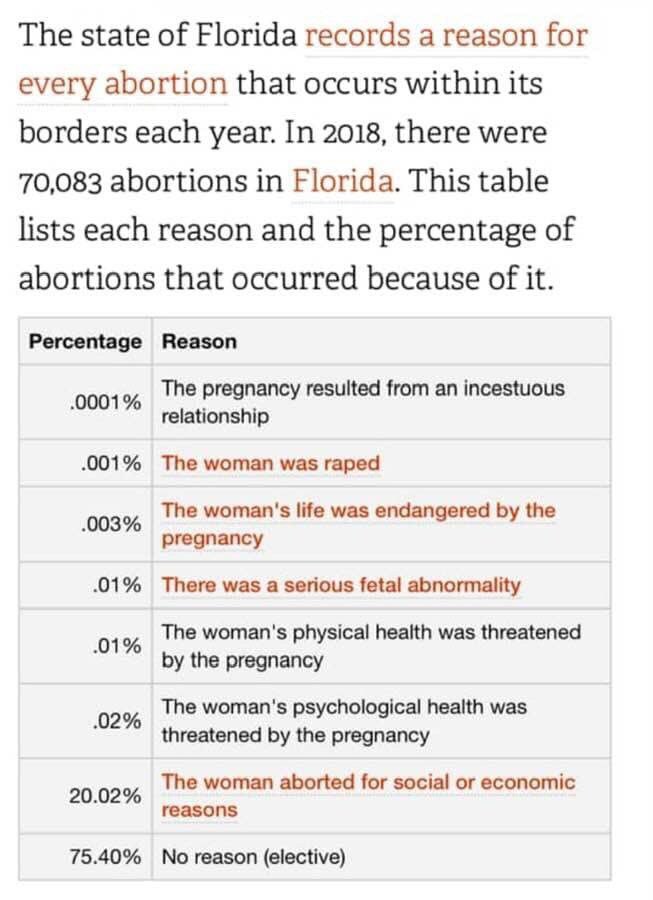 The state of Florida records a reason for
every abortion that occurs within its
borders each year. In 2018, there were
70,083 abortions in Florida. This table
lists each reason and the percentage of
abortions that occurred because of it.
Percentage Reason
.0001% The pregnancy resulted from an incestuous
relationship
.001% The woman was raped
.003% The woman's life was endangered by the
pregnancy
.01% There was a serious fetal abnormality
.01% The woman's physical health was threatened
by the pregnancy
.02% The woman's psychological health was
threatened by the pregnancy
20.02% The woman aborted for social or economic
reasons
75.40% No reason (elective)